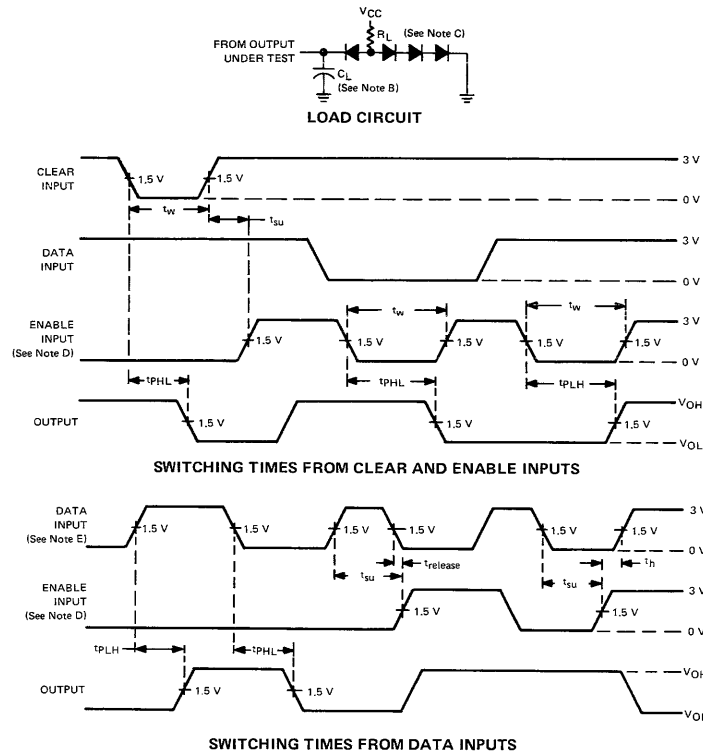 VCC
RL (See Note C)
FROM OUTPUT
UNDER TEST
CL
(See Note B)
LOAD CIRCUIT
CLEAR
INPUT
1.5 V 1.5 V
3 V
0 V
tw
tsu
DATA
INPUT
3 V
0 V
ENABLE
INPUT
(See Note D)
tw tw
1.5 V 1.5 V 1.5 V 1.5 V 1.5 V
3 V
0 V
tPHL tPHL tPLH
OUTPUT
1.5 V 1.5 V 1.5 V
VOH
VOL
SWITCHING TIMES FROM CLEAR AND ENABLE INPUTS
DATA
INPUT
(See Note E)
1.5 V 1.5 V 1.5 V 1.5 V 1.5 V 1.5 V
3 V
0 V
trelease
th
tsu tsu
ENABLE
INPUT
(See Note D)
1.5 V 1.5 V
3 V
0 V
tPLH tPHL
OUTPUT
1.5 V 1.5 V
VOH
VOL
SWITCHING TIMES FROM DATA INPUTS